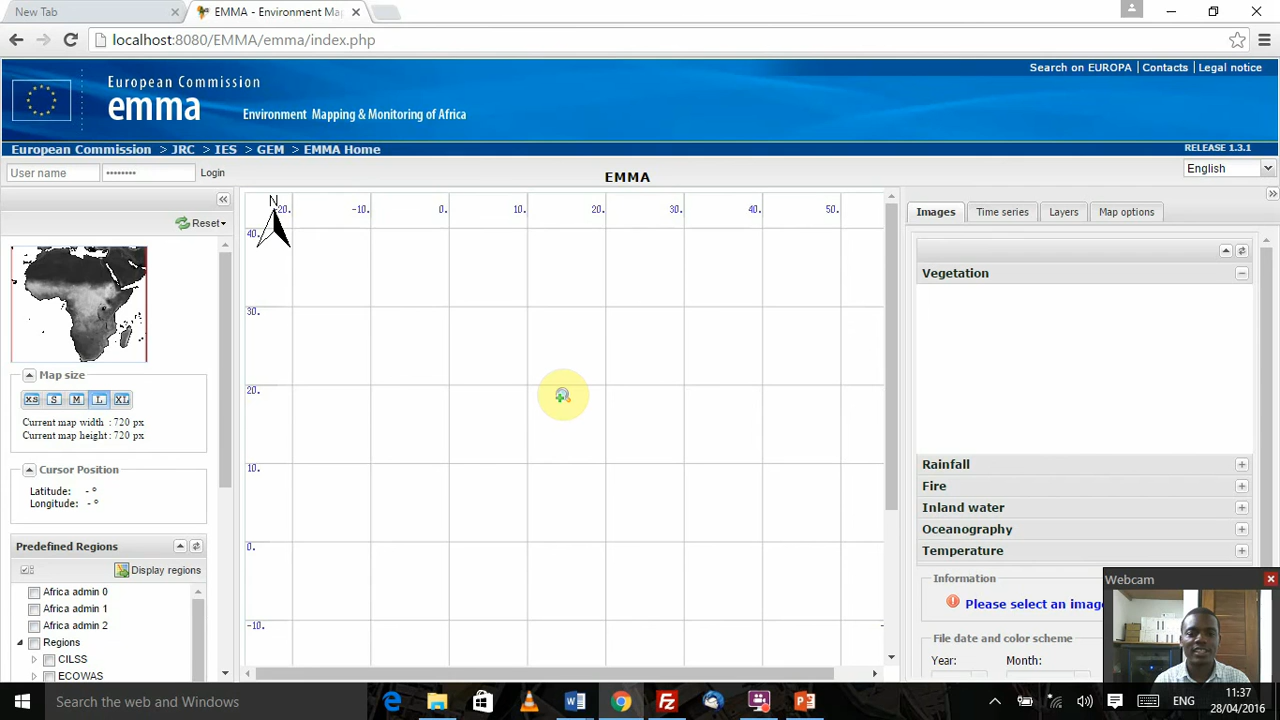 New Tab
EMMA - Environment Ma
localhost:8080/EMMA/emma/index.php
Search on EUROPA | Contacts | Legal notice
European Commission
emma
Environment Mapping & Monitoring of Africa
European Commission > JRC > IES > GEM > EMMA Home
RELEASE 1.3.1
User name
••••••••
Login
EMMA
English
Reset
N
20. -10. 0. 10. 20. 30. 40. 50.
40.
30.
20.
10.
0.
-10.
Map size
XS S M L XL
Current map width : 720 px
Current map height : 720 px
Cursor Position
Latitude: - °
Longitude: - °
Predefined Regions
Display regions
Africa admin 0
Africa admin 1
Africa admin 2
Regions
CILSS
ECOWAS
Images Time series Layers Map options
Vegetation
Rainfall
Fire
Inland water
Oceanography
Temperature
Information
Please select an imag
File date and color scheme
Year: Month:
Webcam
Search the web and Windows
ENG
11:37
28/04/2016